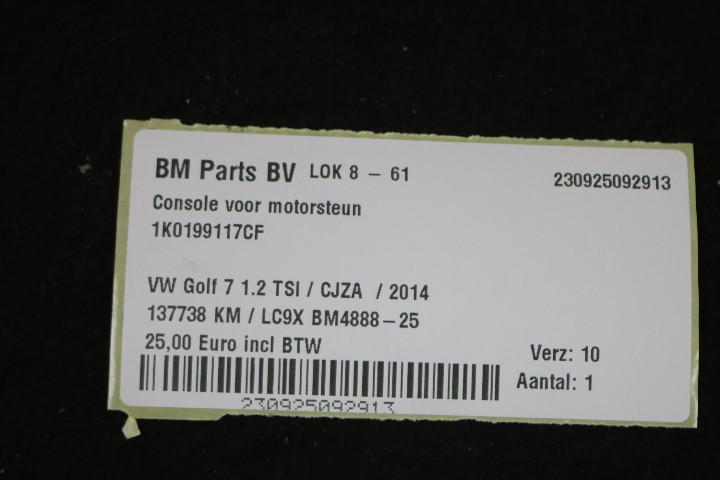 BM Parts BV LOK 8 - 61
230925092913
Console voor motorsteun
1K0199117CF
VW Golf 7 1.2 TSI / CJZA / 2014
137738 KM / LC9X BM4888-25
25,00 Euro incl BTW
Verz: 10
Aantal: 1
230925092913